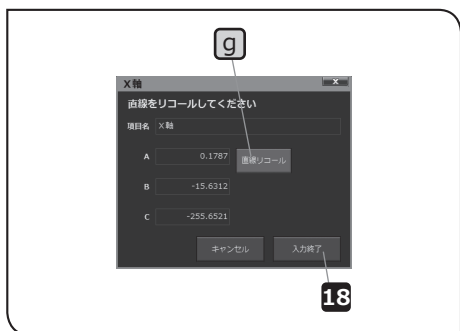 g
X軸
直線をリコールしてください
項目名 X軸
A 0.1787 直線リコール
B -15.6312
C -255.6521
キャンセル 入力終了
18